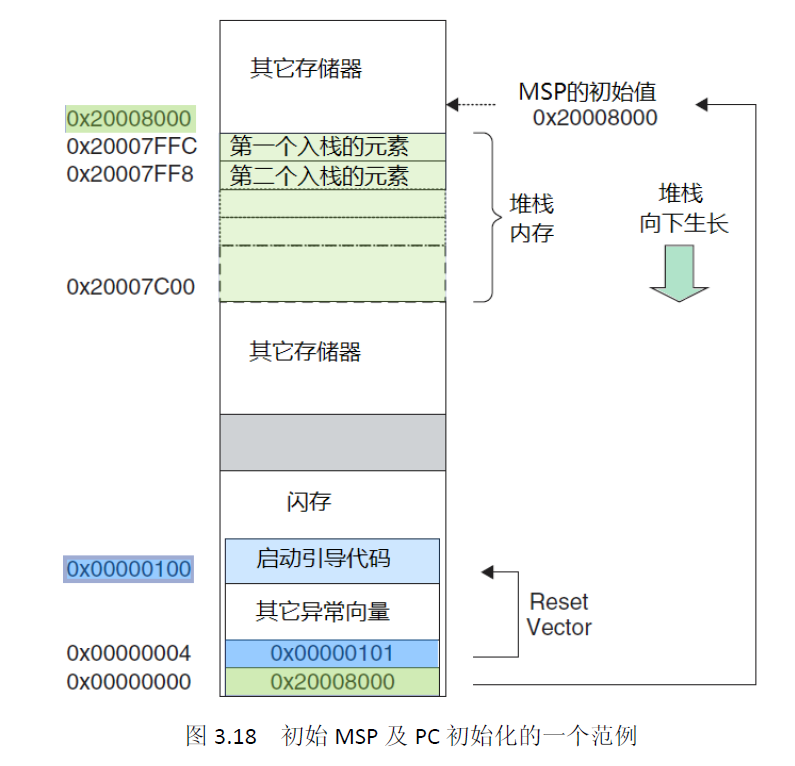 其它存储器
MSP的初始值
0x20008000
0x20008000
0x20007FFC
第一个入栈的元素
0x20007FF8
第二个入栈的元素
堆栈
内存
堆栈
向下生长
0x20007C00
其它存储器
闪存
启动引导代码
0x00000100
其它异常向量
Reset
Vector
0x00000004
0x00000101
0x00000000
0x20008000
图 3.18 初始 MSP 及 PC 初始化的一个范例